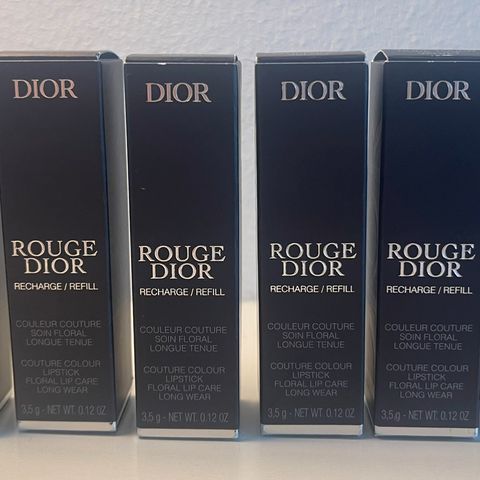 DIOR
ROUGE
DIOR
RECHARGE / REFILL
COULEUR COUTURE
SOIN FLORAL
LONGUE TENUE
COUTURE COLOUR
LIPSTICK
FLORAL LIP CARE
LONG WEAR
3,5 g - NET WT. 0.12 OZ
DIOR
ROUGE
DIOR
RECHARGE / REFILL
COULEUR COUTURE
SOIN FLORAL
LONGUE TENUE
COUTURE COLOUR
LIPSTICK
FLORAL LIP CARE
LONG WEAR
3,5 g - NET WT. 0.12 OZ
DIOR
ROUGE
DIOR
RECHARGE / REFILL
COULEUR COUTURE
SOIN FLORAL
LONGUE TENUE
COUTURE COLOUR
LIPSTICK
FLORAL LIP CARE
LONG WEAR
3,5 g - NET WT. 0.12 OZ
DIOR
ROUGE
DIOR
RECHARGE / REFILL
COULEUR COUTURE
SOIN FLORAL
LONGUE TENUE
COUTURE COLOUR
LIPSTICK
FLORAL LIP CARE
LONG WEAR
3,5 g - NET WT. 0.12 OZ